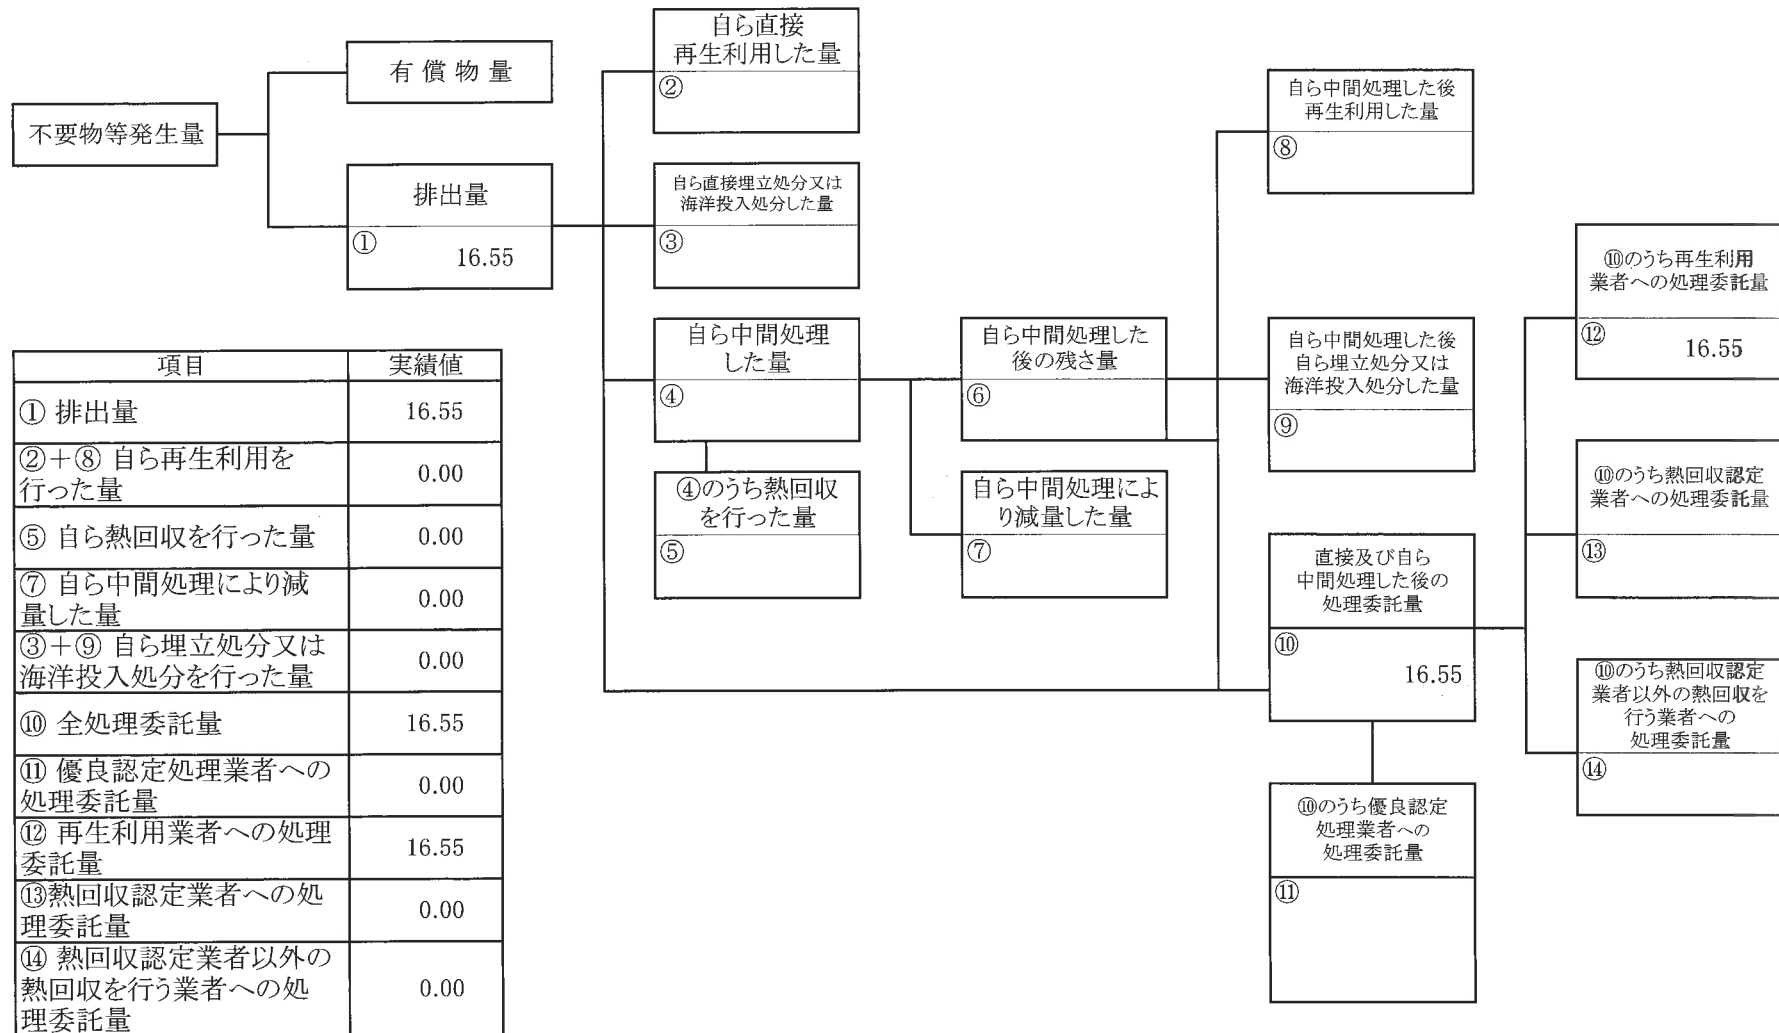 不要物等発生量
有償物量
排出量
①
16.55
自ら直接
再生利用した量
②
自ら直接埋立処分又は
海洋投入処分した量
③
自ら中間処理
した量
④
④のうち熱回収
を行った量
⑤
自ら中間処理した
後の残さ量
⑥
自ら中間処理によ
り減量した量
⑦
自ら中間処理した後
再生利用した量
⑧
自ら中間処理した後
自ら埋立処分又は
海洋投入処分した量
⑨
直接及び自ら
中間処理した後の
処理委託量
⑩
16.55
⑩のうち優良認定
処理業者への
処理委託量
⑪
⑩のうち再生利用
業者への処理委託量
⑫
16.55
⑩のうち熱回収認定
業者への処理委託量
⑬
⑩のうち熱回収認定
業者以外の熱回収を
行う業者への
処理委託量
⑭
項目 実績値
① 排出量 16.55
②+⑧ 自ら再生利用を
行った量 0.00
⑤ 自ら熱回収を行った量 0.00
⑦ 自ら中間処理により減
量した量 0.00
③+⑨ 自ら埋立処分又は
海洋投入処分を行った量 0.00
⑩ 全処理委託量 16.55
⑪ 優良認定処理業者への
処理委託量 0.00
⑫ 再生利用業者への処理
委託量 16.55
⑬熱回収認定業者への処
理委託量 0.00
⑭ 熱回収認定業者以外の
熱回収を行う業者への処
理委託量 0.00